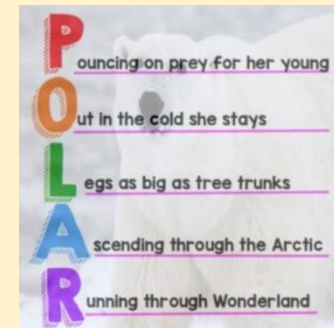 Pouncing on prey for her young
Out in the cold she stays
Legs as big as tree trunks
Ascending through the Arctic
Running through Wonderland